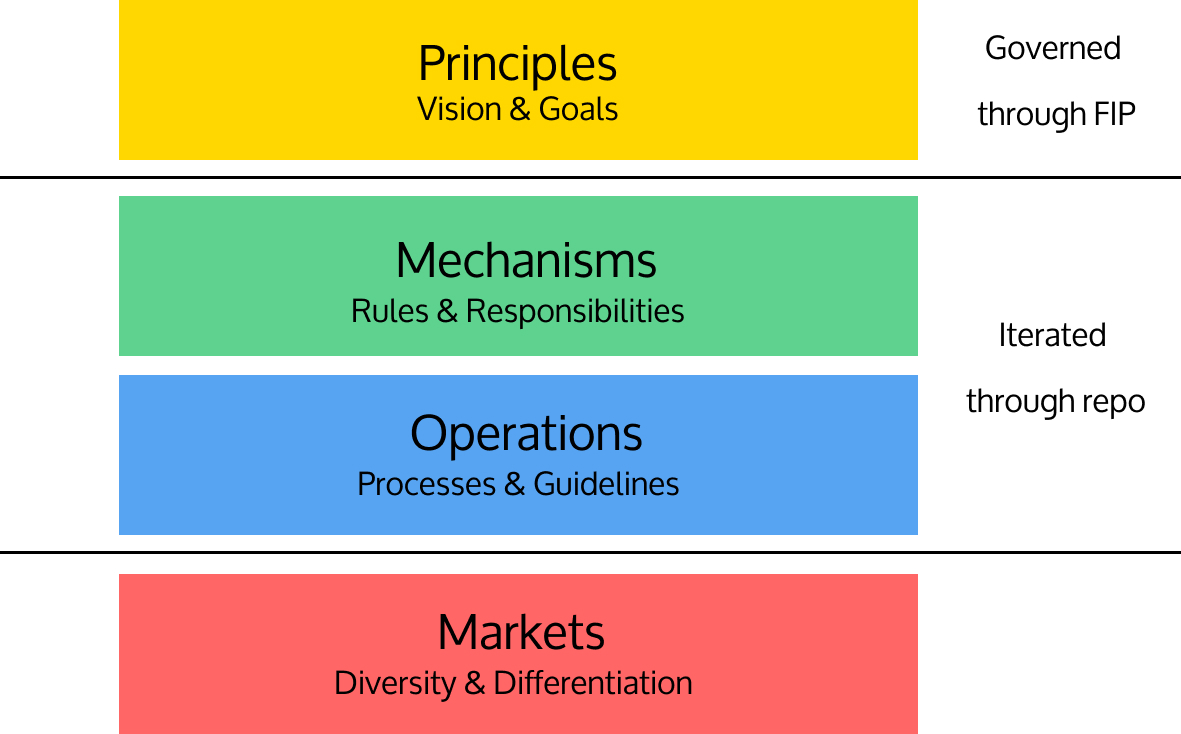 Principles
Vision & Goals
Governed
through FIP
Mechanisms
Rules & Responsibilities
Operations
Processes & Guidelines
Iterated
through repo
Markets
Diversity & Differentiation